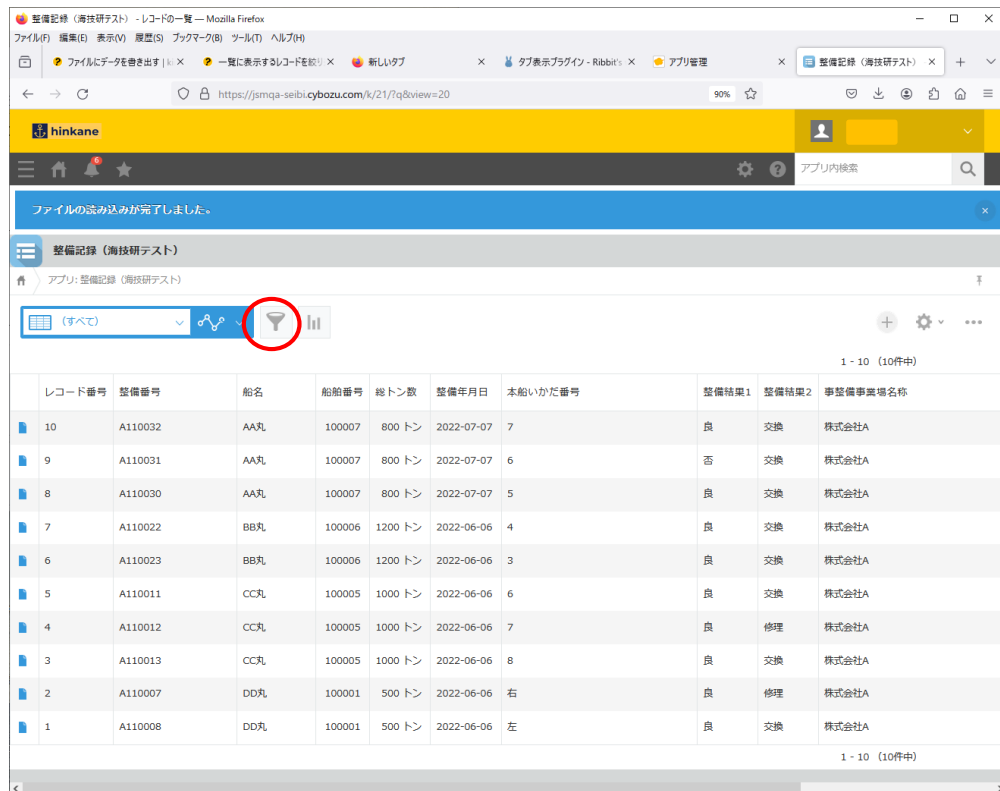 整備記録（海技研テスト） - レコードの一覧 — Mozilla Firefox
ファイル(F) 編集(E) 表示(V) 履歴(S) ブックマーク(B) ツール(T) ヘルプ(H)
ファイルにデータを書き出す | 一覧に表示するレコードを絞り 新しいタブ タブ表示プラグイン - Ribbit's アプリ管理 整備記録（海技研テスト）
https://jsmqa-seibi.cybozu.com/k/21/?q&view=20 90%
hinkane
6 アプリ内検索
ファイルの読み込みが完了しました。
整備記録（海技研テスト）
アプリ: 整備記録（海技研テスト）
（すべて）
1 - 10 （10件中）
レコード番号 整備番号 船名 船舶番号 総トン数 整備年月日 本船いかだ番号 整備結果1 整備結果2 事整備事業場名称
10 A110032 AA丸 100007 800 トン 2022-07-07 7 良 交換 株式会社A
9 A110031 AA丸 100007 800 トン 2022-07-07 6 否 交換 株式会社A
8 A110030 AA丸 100007 800 トン 2022-07-07 5 良 交換 株式会社A
7 A110022 BB丸 100006 1200 トン 2022-06-06 4 良 交換 株式会社A
6 A110023 BB丸 100006 1200 トン 2022-06-06 3 良 交換 株式会社A
5 A110011 CC丸 100005 1000 トン 2022-06-06 6 良 交換 株式会社A
4 A110012 CC丸 100005 1000 トン 2022-06-06 7 良 修理 株式会社A
3 A110013 CC丸 100005 1000 トン 2022-06-06 8 良 交換 株式会社A
2 A110007 DD丸 100001 500 トン 2022-06-06 右 良 修理 株式会社A
1 A110008 DD丸 100001 500 トン 2022-06-06 左 良 交換 株式会社A
1 - 10 （10件中）